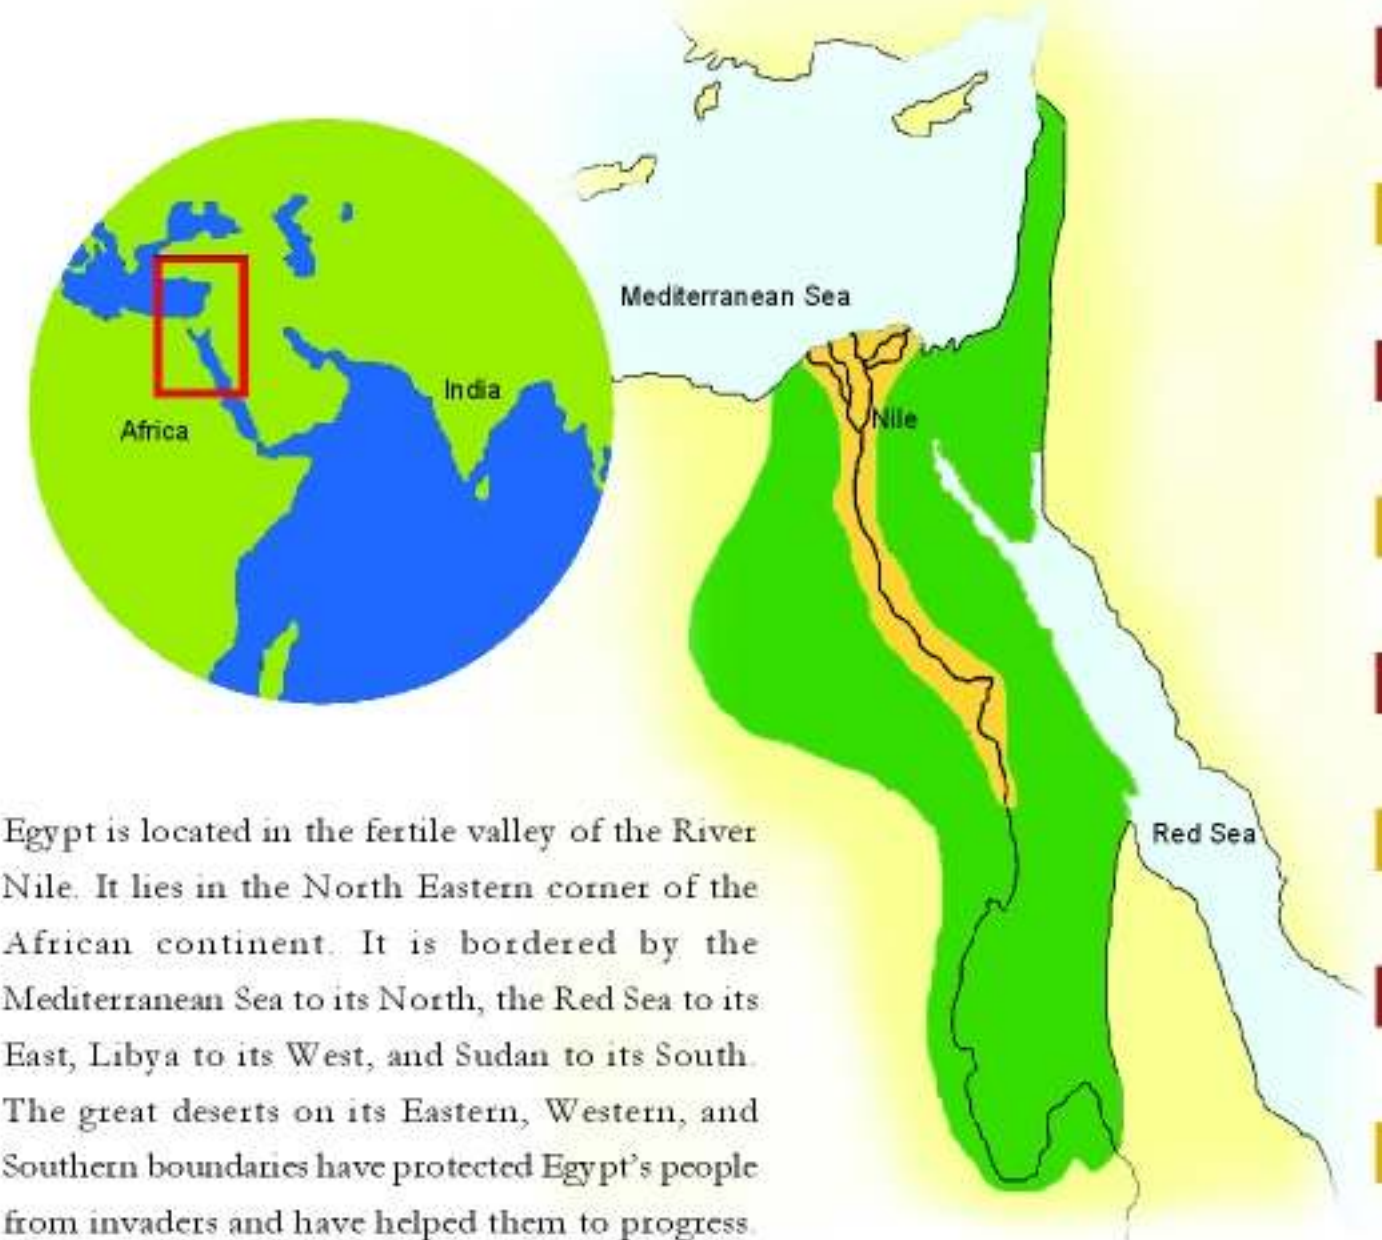 Mediterranean Sea
India
Nile
Africa
Red Sea
Egypt is located in the fertile valley of the River
Nile. It lies in the North Eastern corner of the
African continent. It is bordered by the
Mediterranean Sea to its North, the Red Sea to its
East, Libya to its West, and Sudan to its South.
The great deserts on its Eastern, Western, and
Southern boundaries have protected Egypt's people
from invaders and have helped them to progress.